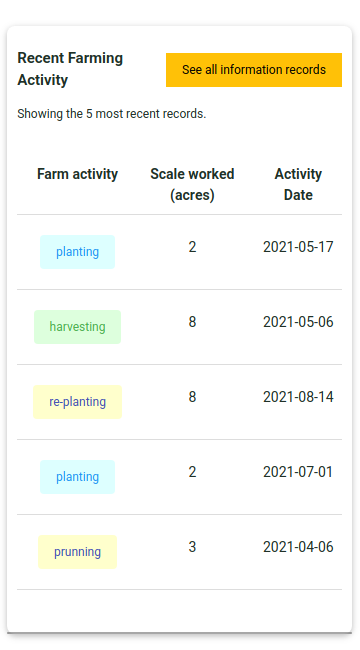 Recent Farming
Activity
See all information records
Showing the 5 most recent records.
Farm activity Scale worked (acres) Activity Date
planting 2 2021-05-17
harvesting 8 2021-05-06
re-planting 8 2021-08-14
planting 2 2021-07-01
prunning 3 2021-04-06